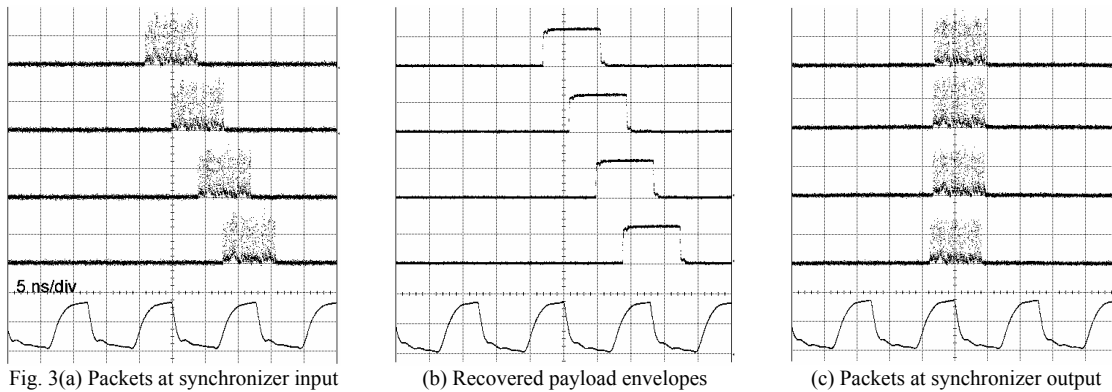 5 ns/div
Fig. 3(a) Packets at synchronizer input
(b) Recovered payload envelopes
(c) Packets at synchronizer output